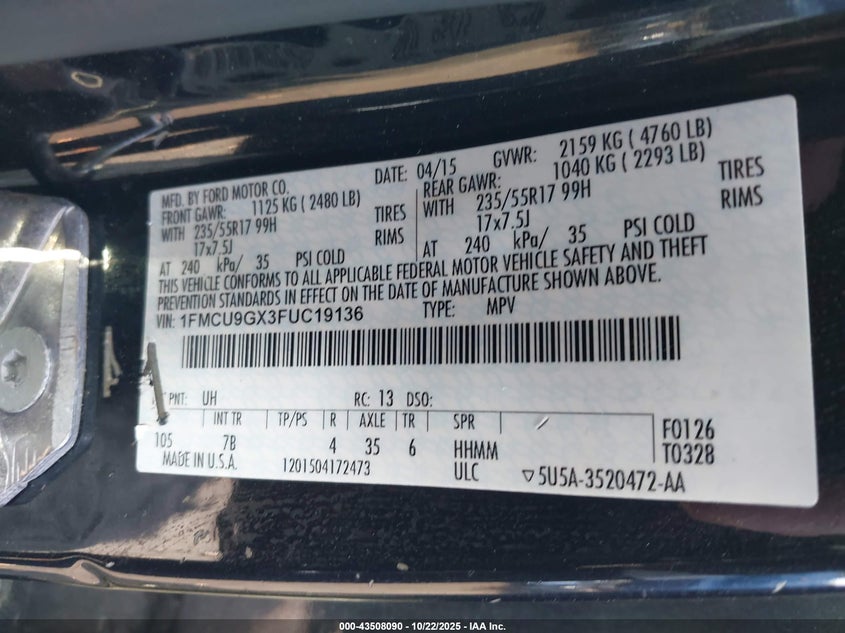 MFD. BY FORD MOTOR CO. DATE: 04/15 GVWR: 2159 KG ( 4760 LB)
FRONT GAWR: 1125 KG ( 2480 LB) REAR GAWR: 1040 KG ( 2293 LB)
WITH 235/55R17 99H TIRES WITH 235/55R17 99H TIRES
17x7.5J RIMS 17x7.5J RIMS
AT 240 kPa/ 35 PSI COLD AT 240 kPa/ 35 PSI COLD
THIS VEHICLE CONFORMS TO ALL APPLICABLE FEDERAL MOTOR VEHICLE SAFETY AND THEFT
PREVENTION STANDARDS IN EFFECT ON THE DATE OF MANUFACTURE SHOWN ABOVE.
VIN: 1FMCU9GX3FUC19136 TYPE: MPV
PNT: UH RC: 13 DSO:
INT TR TP/PS R AXLE TR SPR F0126
105 7B 4 35 6 HHMM T0328
MADE IN U.S.A. 1201504172473 ULC ▽5U5A-3520472-AA
000-43508090 - 10/22/2025 - IAA Inc.